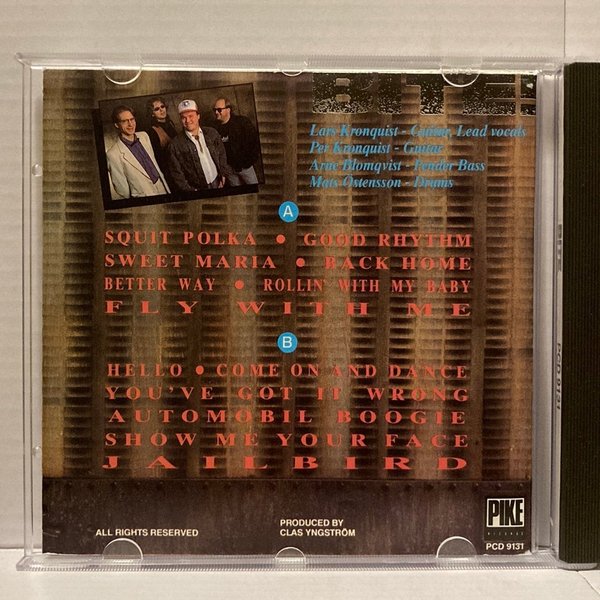 Lars Kronquist - Guitar, Lead vocals
Per Kronquist - Guitar
Arne Blomqvist - Fender Bass
Mats Östensson - Drums
A
SQUIT POLKA • GOOD RHYTHM
SWEET MARIA • BACK HOME
BETTER WAY • ROLLIN' WITH MY BABY
FLY WITH ME
B
HELLO • COME ON AND DANCE
YOU'VE GOT IT WRONG
AUTOMOBIL BOOGIE
SHOW ME YOUR FACE
JAILBIRD
ALL RIGHTS RESERVED
PRODUCED BY
CLAS YNGSTRÖM
PIKE
RECORDS
PCD 9131
PCD 9131